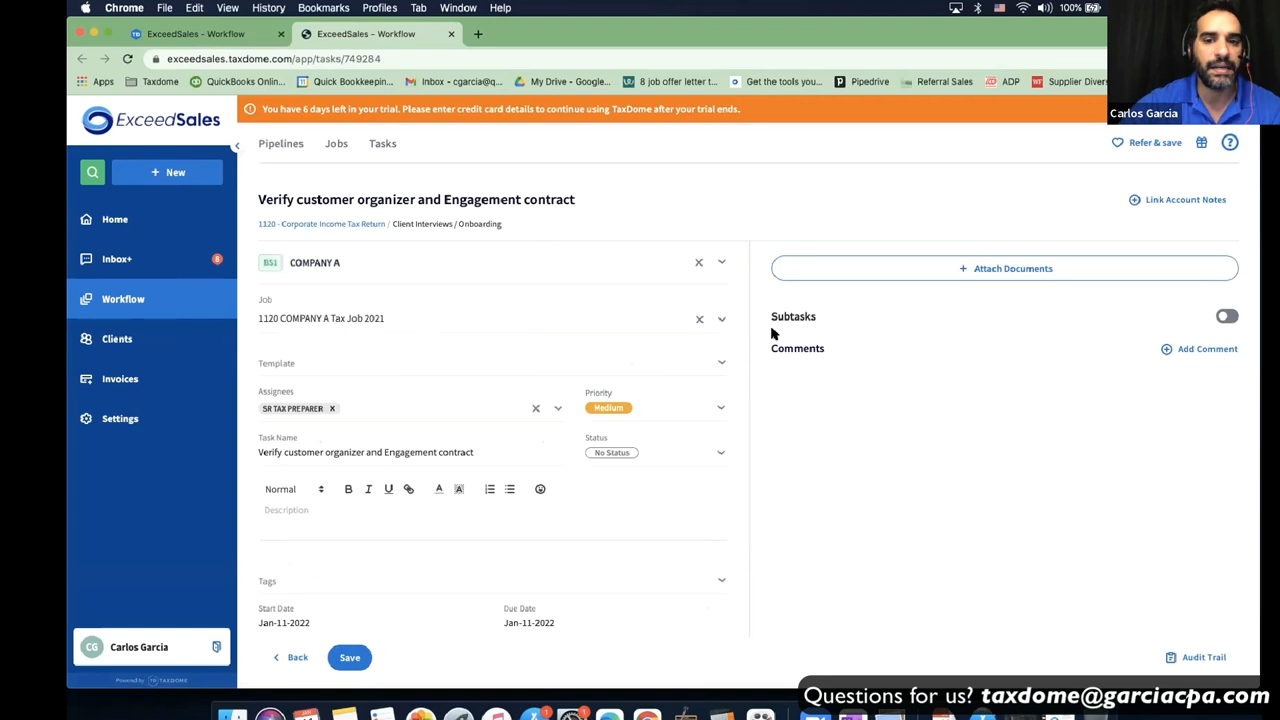 Chrome File Edit View History Bookmarks Profiles Tab Window Help 100%
ExceedSales - Workflow ExceedSales - Workflow
exceedsales.taxdome.com/app/tasks/749284
Apps Taxdome QuickBooks Onlin... Quick Bookkeeping... Inbox - cgarcia@q... My Drive - Google... 8 job offer letter t... Get the tools you... Pipedrive Referral Sales ADP Supplier Divers
Carlos Garcia
ExceedSales
You have 6 days left in your trial. Please enter credit card details to continue using TaxDome after your trial ends.
Pipelines Jobs Tasks
Refer & save
New
Home
Inbox+ 8
Workflow
Clients
Invoices
Settings
CG Carlos Garcia
Powered by TAXDOME
Verify customer organizer and Engagement contract
Link Account Notes
1120 - Corporate Income Tax Return / Client Interviews / Onboarding
BS1 COMPANY A
Job
1120 COMPANY A Tax Job 2021
Template
Assignees
SR TAX PREPARER
Priority
Medium
Task Name
Verify customer organizer and Engagement contract
Status
No Status
Normal B I U A A
Description
Tags
Start Date
Jan-11-2022
Due Date
Jan-11-2022
Back Save
Attach Documents
Subtasks
Comments
Add Comment
Audit Trail
Questions for us? taxdome@garciacpa.com